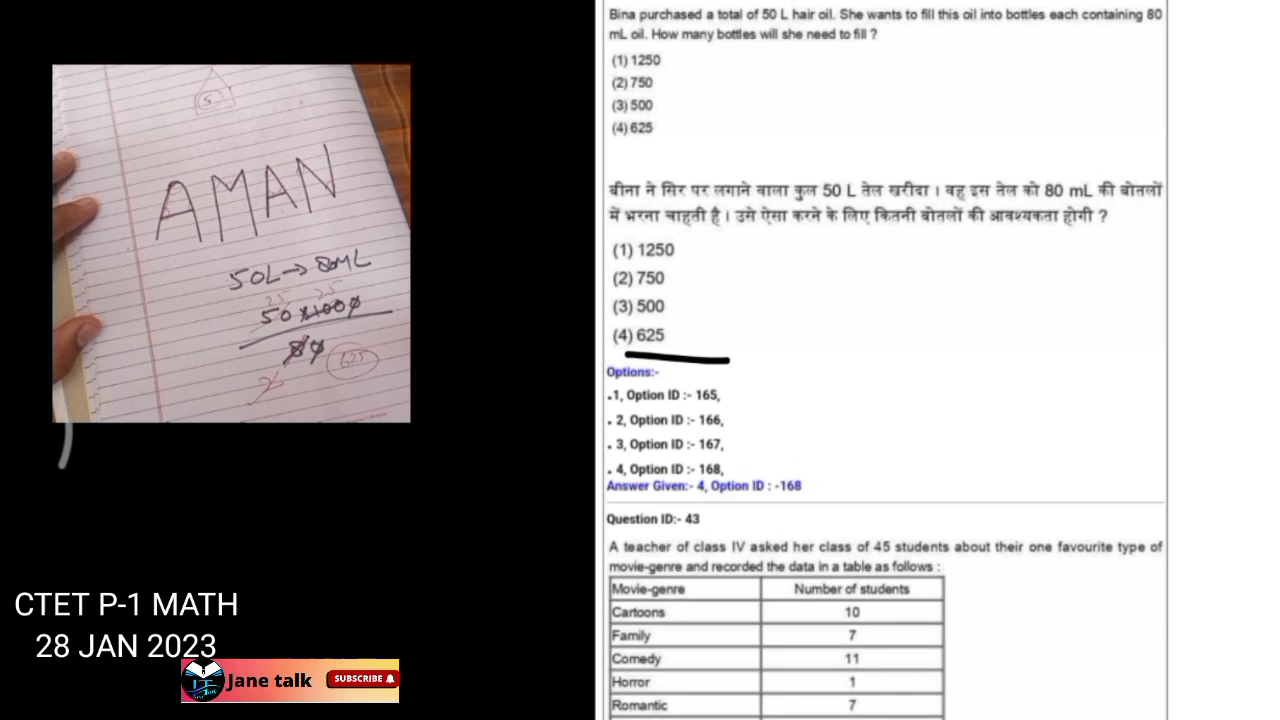 AMAN
50L→80ML
25 25
50×1000
80
2
625
CTET P-1 MATH
28 JAN 2023
Jane talk
SUBSCRIBE
Bina purchased a total of 50 L hair oil. She wants to fill this oil into bottles each containing 80
mL oil. How many bottles will she need to fill ?
(1) 1250
(2) 750
(3) 500
(4) 625
बीना ने सिर पर लगाने वाला कुल 50 L तेल खरीदा । वह इस तेल को 80 mL की बोतलों
में भरना चाहती है । उसे ऐसा करने के लिए कितनी बोतलों की आवश्यकता होगी ?
(1) 1250
(2) 750
(3) 500
(4) 625
Options:-
.1, Option ID :- 165,
. 2, Option ID :- 166,
. 3, Option ID :- 167,
. 4, Option ID :- 168,
Answer Given:- 4, Option ID : -168
Question ID:- 43
A teacher of class IV asked her class of 45 students about their one favourite type of
movie-genre and recorded the data in a table as follows :
Movie-genre Number of students
Cartoons 10
Family 7
Comedy 11
Horror 1
Romantic 7